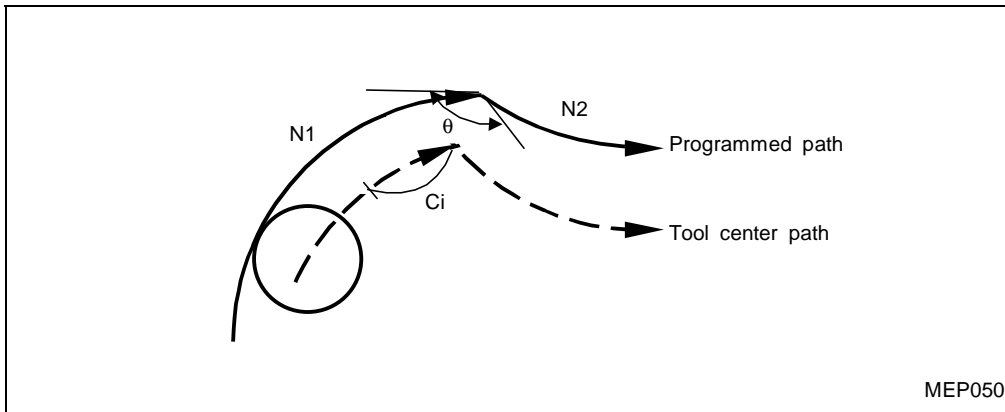 N1
θ
N2
Programmed path
Ci
Tool center path
MEP050